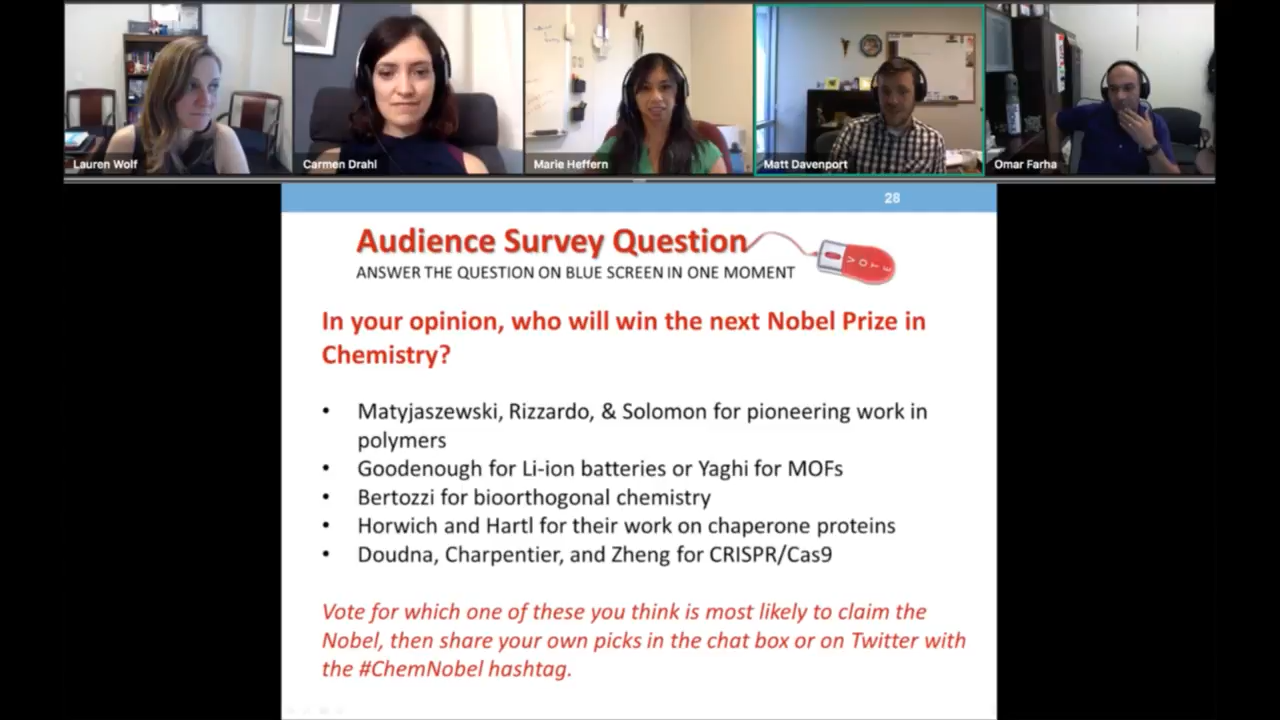 Lauren Wolf
Carmen Drahl
Marie Heffern
Matt Davenport
Omar Farha
28
Audience Survey Question
VOTE
ANSWER THE QUESTION ON BLUE SCREEN IN ONE MOMENT
In your opinion, who will win the next Nobel Prize in
Chemistry?
• Matyjaszewski, Rizzardo, & Solomon for pioneering work in
polymers
• Goodenough for Li-ion batteries or Yaghi for MOFs
• Bertozzi for bioorthogonal chemistry
• Horwich and Hartl for their work on chaperone proteins
• Doudna, Charpentier, and Zheng for CRISPR/Cas9
Vote for which one of these you think is most likely to claim the
Nobel, then share your own picks in the chat box or on Twitter with
the #ChemNobel hashtag.